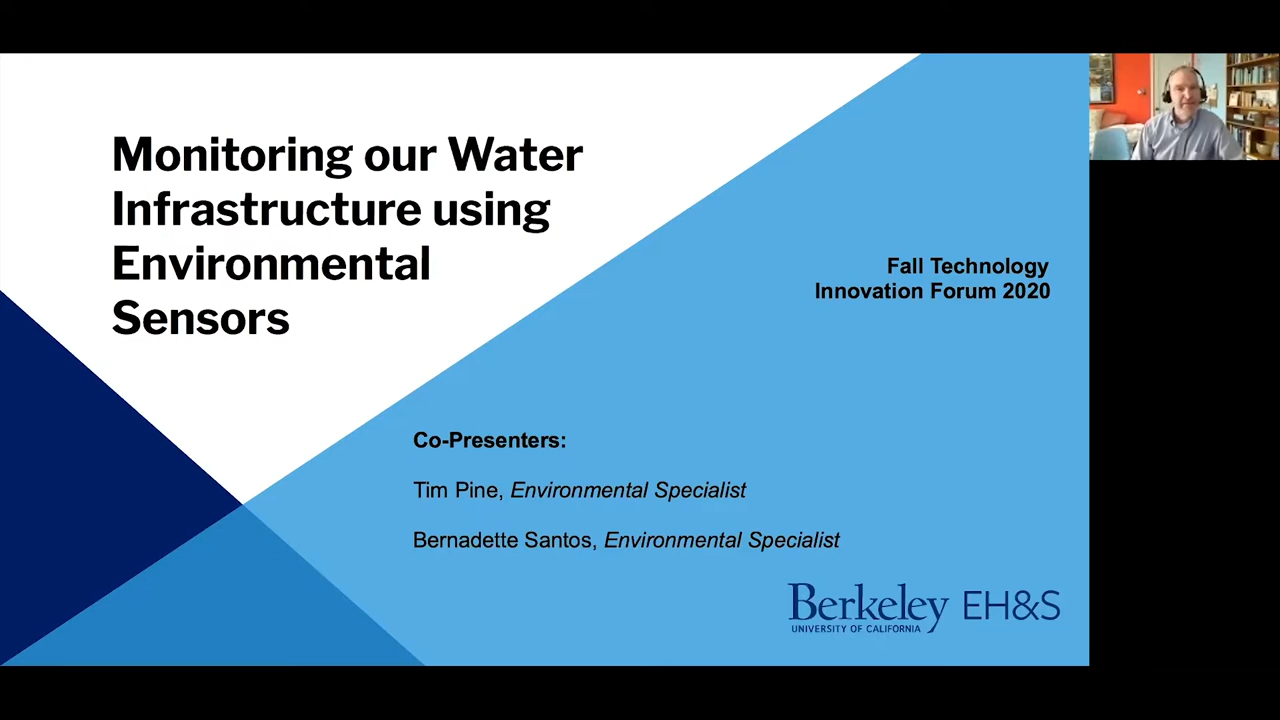 Monitoring our Water
Infrastructure using
Environmental
Sensors
Fall Technology
Innovation Forum 2020
Co-Presenters:
Tim Pine, Environmental Specialist
Bernadette Santos, Environmental Specialist
Berkeley EH&S
UNIVERSITY OF CALIFORNIA